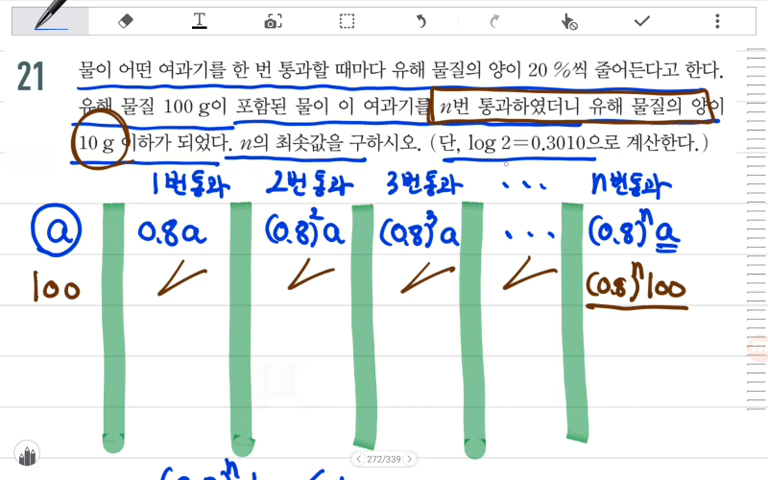 T
21 물이 어떤 여과기를 한 번 통과할 때마다 유해 물질의 양이 20 %씩 줄어든다고 한다.
유해 물질 100 g이 포함된 물이 이 여과기를 n번 통과하였더니 유해 물질의 양이
10 g 이하가 되었다. n의 최솟값을 구하시오. (단, log 2=0.3010으로 계산한다.)
1번통과 2번통과 3번통과 ... n번통과
a 0.8a (0.8)²a (0.8)³a ... (0.8)ⁿa
100 (0.8)ⁿ100
272/339